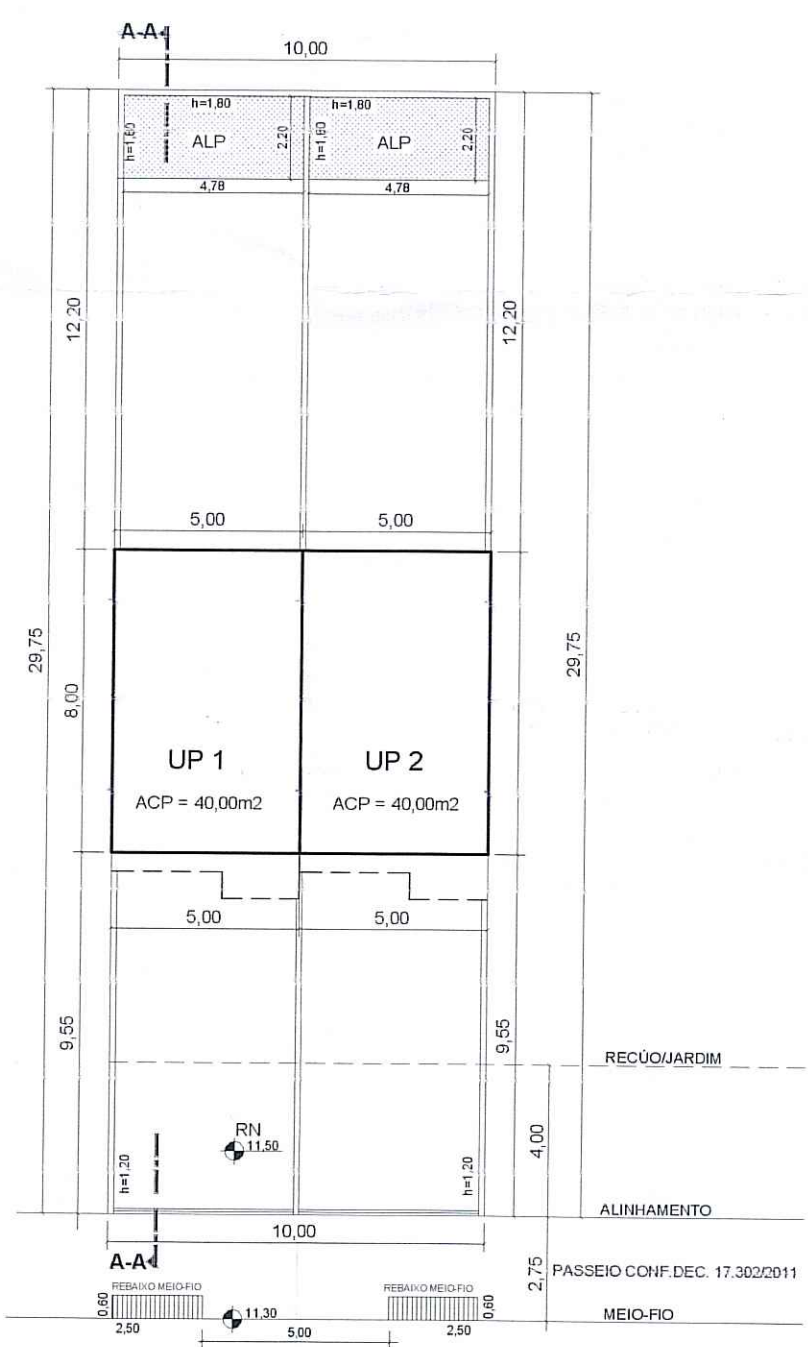 A-A
10,00
h=1,80
h=1,80
h=1,80
ALP
2,20
h=1,80
ALP
2,20
4,78
4,78
12,20
12,20
5,00
5,00
29,75
29,75
8,00
UP 1
UP 2
ACP = 40,00m2
ACP = 40,00m2
5,00
5,00
9,55
9,55
RECÚO/JARDIM
RN
11,50
4,00
h=1,20
h=1,20
ALINHAMENTO
10,00
A-A
2,75
PASSEIO CONF.DEC. 17.302/2011
REBAIXO MEIO-FIO
REBAIXO MEIO-FIO
0,60
11,30
0,60
MEIO-FIO
2,50
5,00
2,50